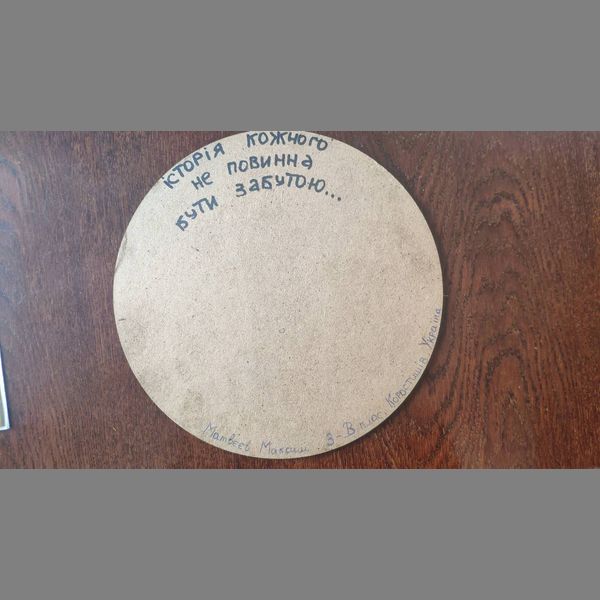 історія кожного
не повинна
бути забутою...
Матвєєв Максим 3-В клас, Коростишів, Україна